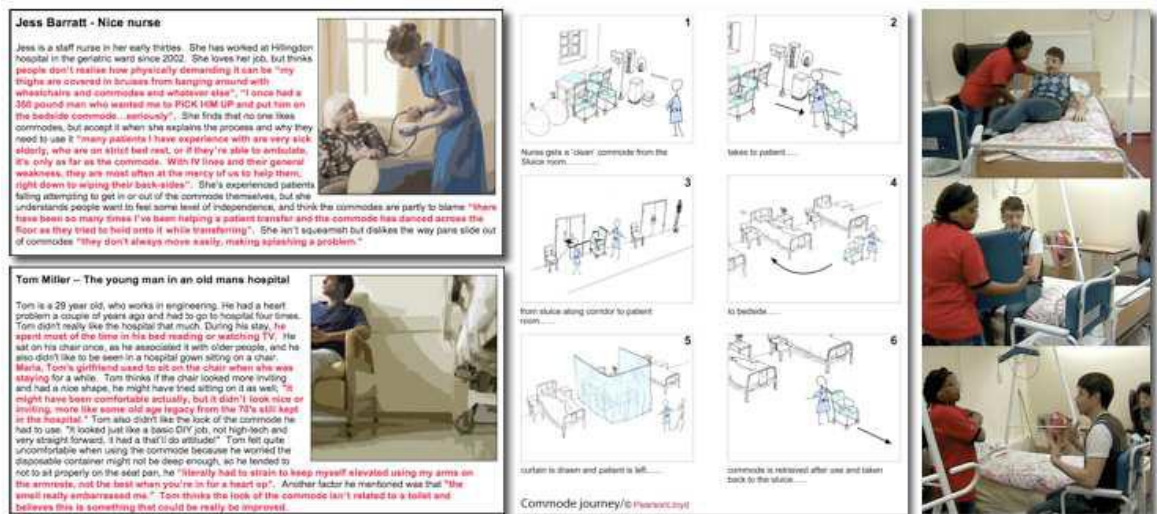 Jess Barratt - Nice nurse
Jess is a staff nurse in her early thirties. She has worked at Hillingdon
hospital in the geriatric ward since 2002. She loves her job, but thinks
people don't realise how physically demanding it can be "my
thighs are covered in bruises from banging around with
wheelchairs and commodes and whatever else", "I once had a
350 pound man who wanted me to PICK HIM UP and put him on
the bedside commode...seriously". She finds that no one likes
commodes, but accept it when she explains the process and why they
need to use it "many patients I have experience with are very sick
elderly, who are on strict bed rest, or if they're able to ambulate,
it's only as far as the commode. With IV lines and their general
weakness, they are most often at the mercy of us to help them,
right down to wiping their back-sides". She's experienced patients
falling attempting to get in or out of the commode themselves, but she
understands people want to feel some level of independence, and think the commodes are partly to blame "there
have been so many times I've been helping a patient transfer and the commode has danced across the
floor as they tried to hold onto it while transferring". She isn't squeamish but dislikes the way pans slide out
of commodes "they don't always move easily, making splashing a problem."
Tom Miller – The young man in an old mans hospital
Tom is a 29 year old, who works in engineering. He had a heart
problem a couple of years ago and had to go to hospital four times.
Tom didn't really like the hospital that much. During his stay, he
spent most of the time in his bed reading or watching TV. He
sat on his chair once, as he associated it with older people, and he
also didn't like to be seen in a hospital gown sitting on a chair.
Maria, Tom's girlfriend used to sit on the chair when she was
staying for a while. Tom thinks if the chair looked more inviting
and had a nice shape, he might have tried sitting on it as well; "it
might have been comfortable actually, but it didn't look nice or
inviting, more like some old age legacy from the 70's still kept
in the hospital." Tom also didn't like the look of the commode he
had to use. "It looked just like a basic DIY job, not high-tech and
very straight forward, it had a that'll do attitude!" Tom felt quite
uncomfortable when using the commode because he worried the
disposable container might not be deep enough, so he tended to
not to sit properly on the seat pan, he "literally had to strain to keep myself elevated using my arms on
the armrests, not the best when you're in for a heart op". Another factor he mentioned was that "the
smell really embarrassed me." Tom thinks the look of the commode isn't related to a toilet and
believes this is something that could be really be improved.
1
Nurse gets a 'clean' commode from the
Sluice room
2
takes to patient
3
from sluice along corridor to patient
room
4
to bedside
5
curtain is drawn and patient is left
6
commode is retrieved after use and taken
back to the sluice
Commode journey/© PearsonLloyd